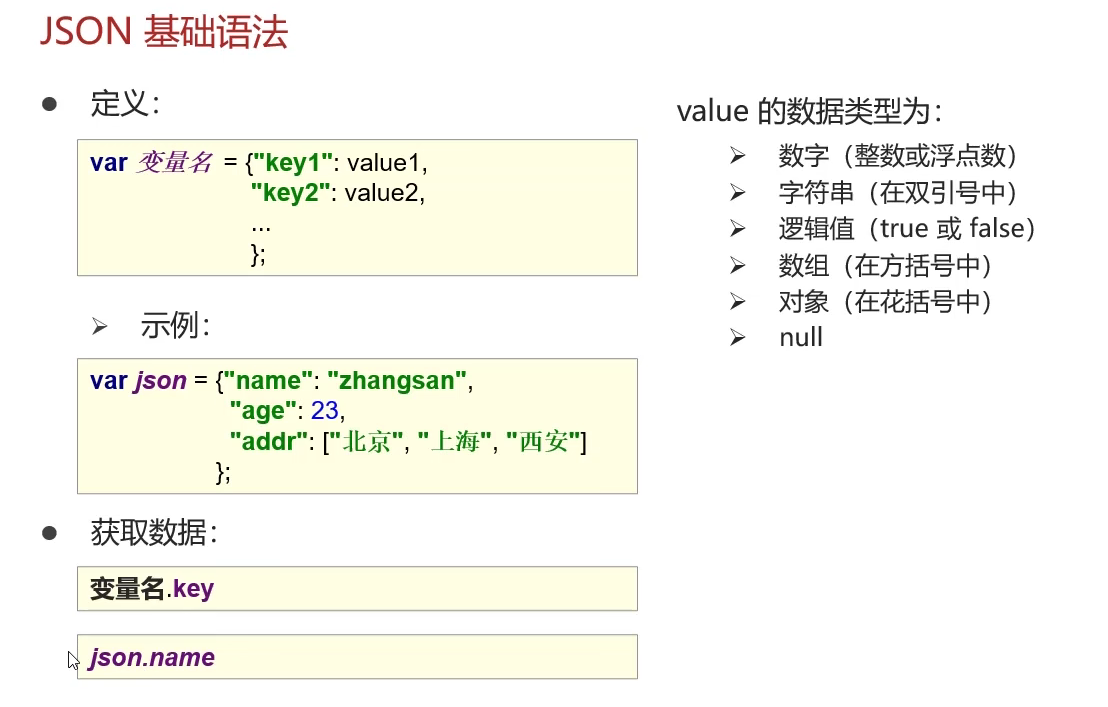 JSON 基础语法
● 定义：
var 变量名 = {"key1": value1,
"key2": value2,
...
};
➢ 示例：
var json = {"name": "zhangsan",
"age": 23,
"addr": ["北京", "上海", "西安"]
};
● 获取数据：
变量名.key
json.name
value 的数据类型为：
➢ 数字（整数或浮点数）
➢ 字符串（在双引号中）
➢ 逻辑值（true 或 false）
➢ 数组（在方括号中）
➢ 对象（在花括号中）
➢ null